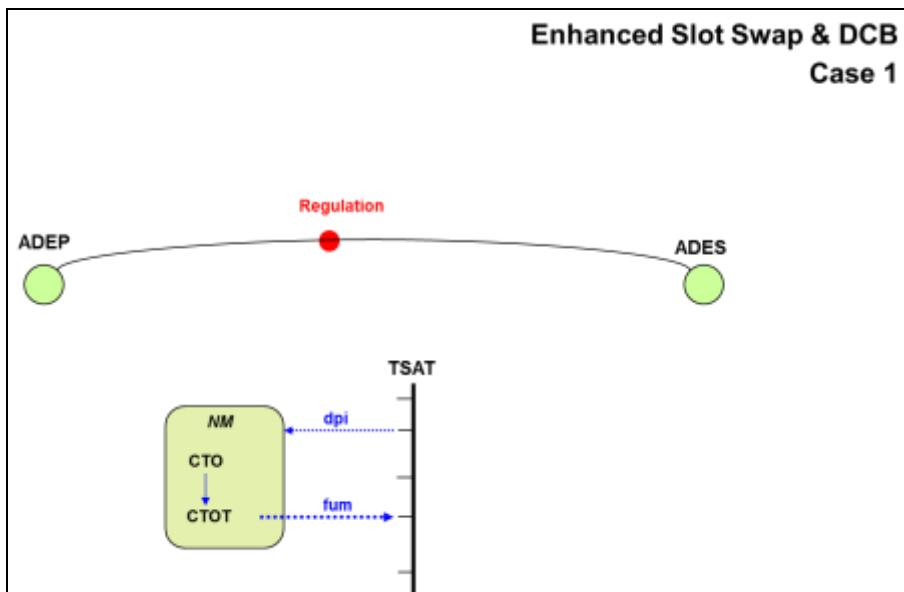 Enhanced Slot Swap & DCB
Case 1
Regulation
ADEP
ADES
TSAT
NM
dpi
CTO
fum
CTOT